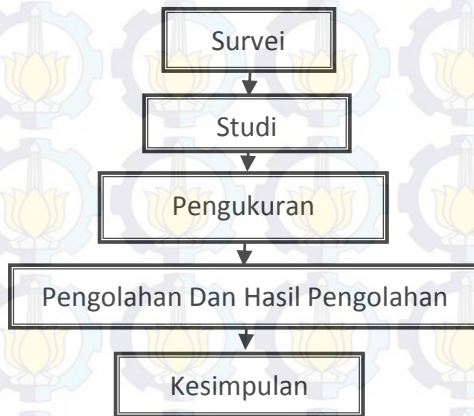 Survei
Studi
Pengukuran
Pengolahan Dan Hasil Pengolahan
Kesimpulan